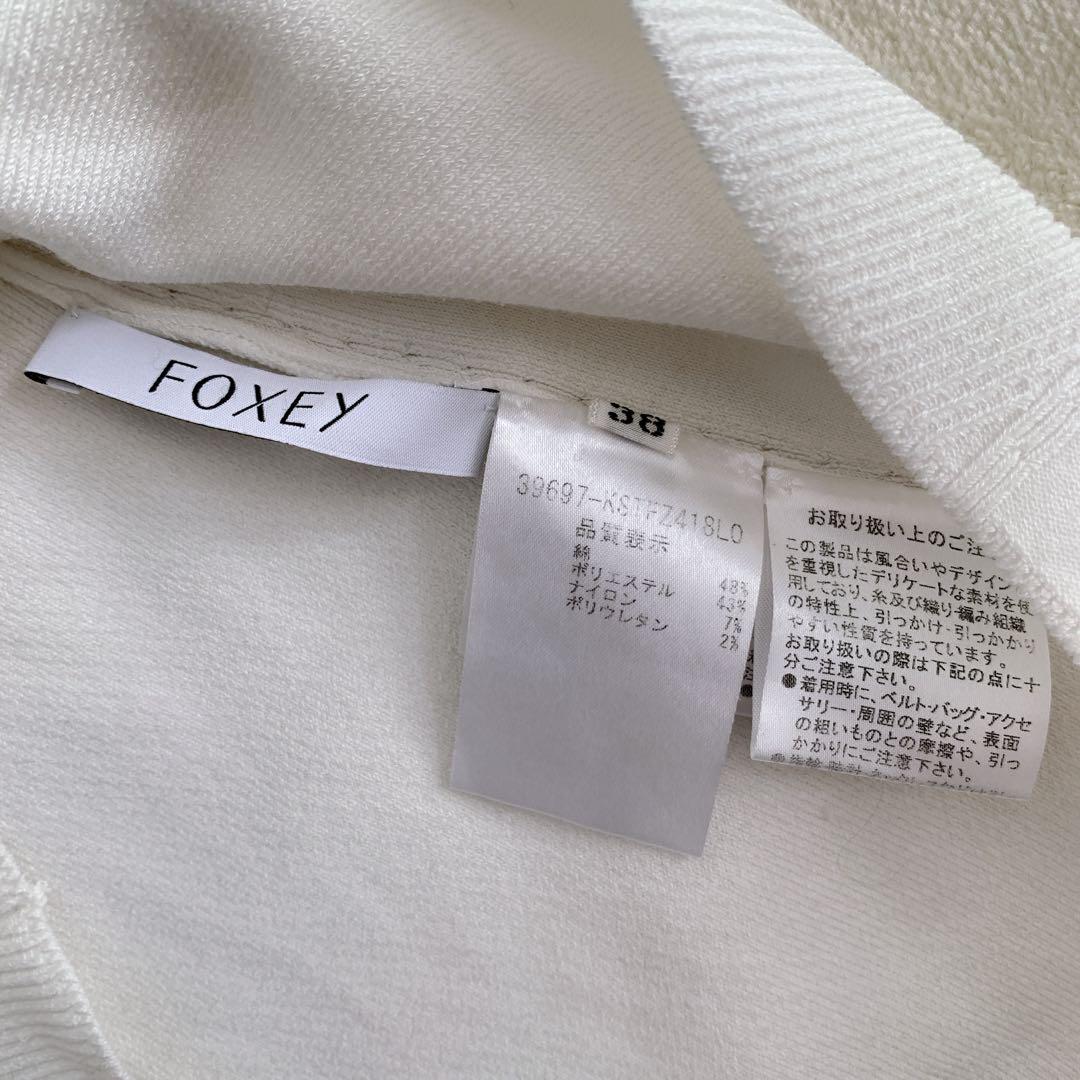 FOXEY
38
39697-KSTFZ418LO
品質表示
綿 48%
ポリエステル 43%
ナイロン 7%
ポリウレタン 2%
お取り扱い上のご注
この製品は風合いやデザイン
を重視したデリケートな素材を使
用しており、糸及び織り・編み組織
の特性上、引っかけ・引っかかり
やすい性質を持っています。
お取り扱いの際は下記の点に十
分ご注意下さい。
●着用時に、ベルト・バッグ・アクセ
サリー・周囲の壁など、表面
の粗いものとの摩擦や、引っ
かかりにご注意下さい。